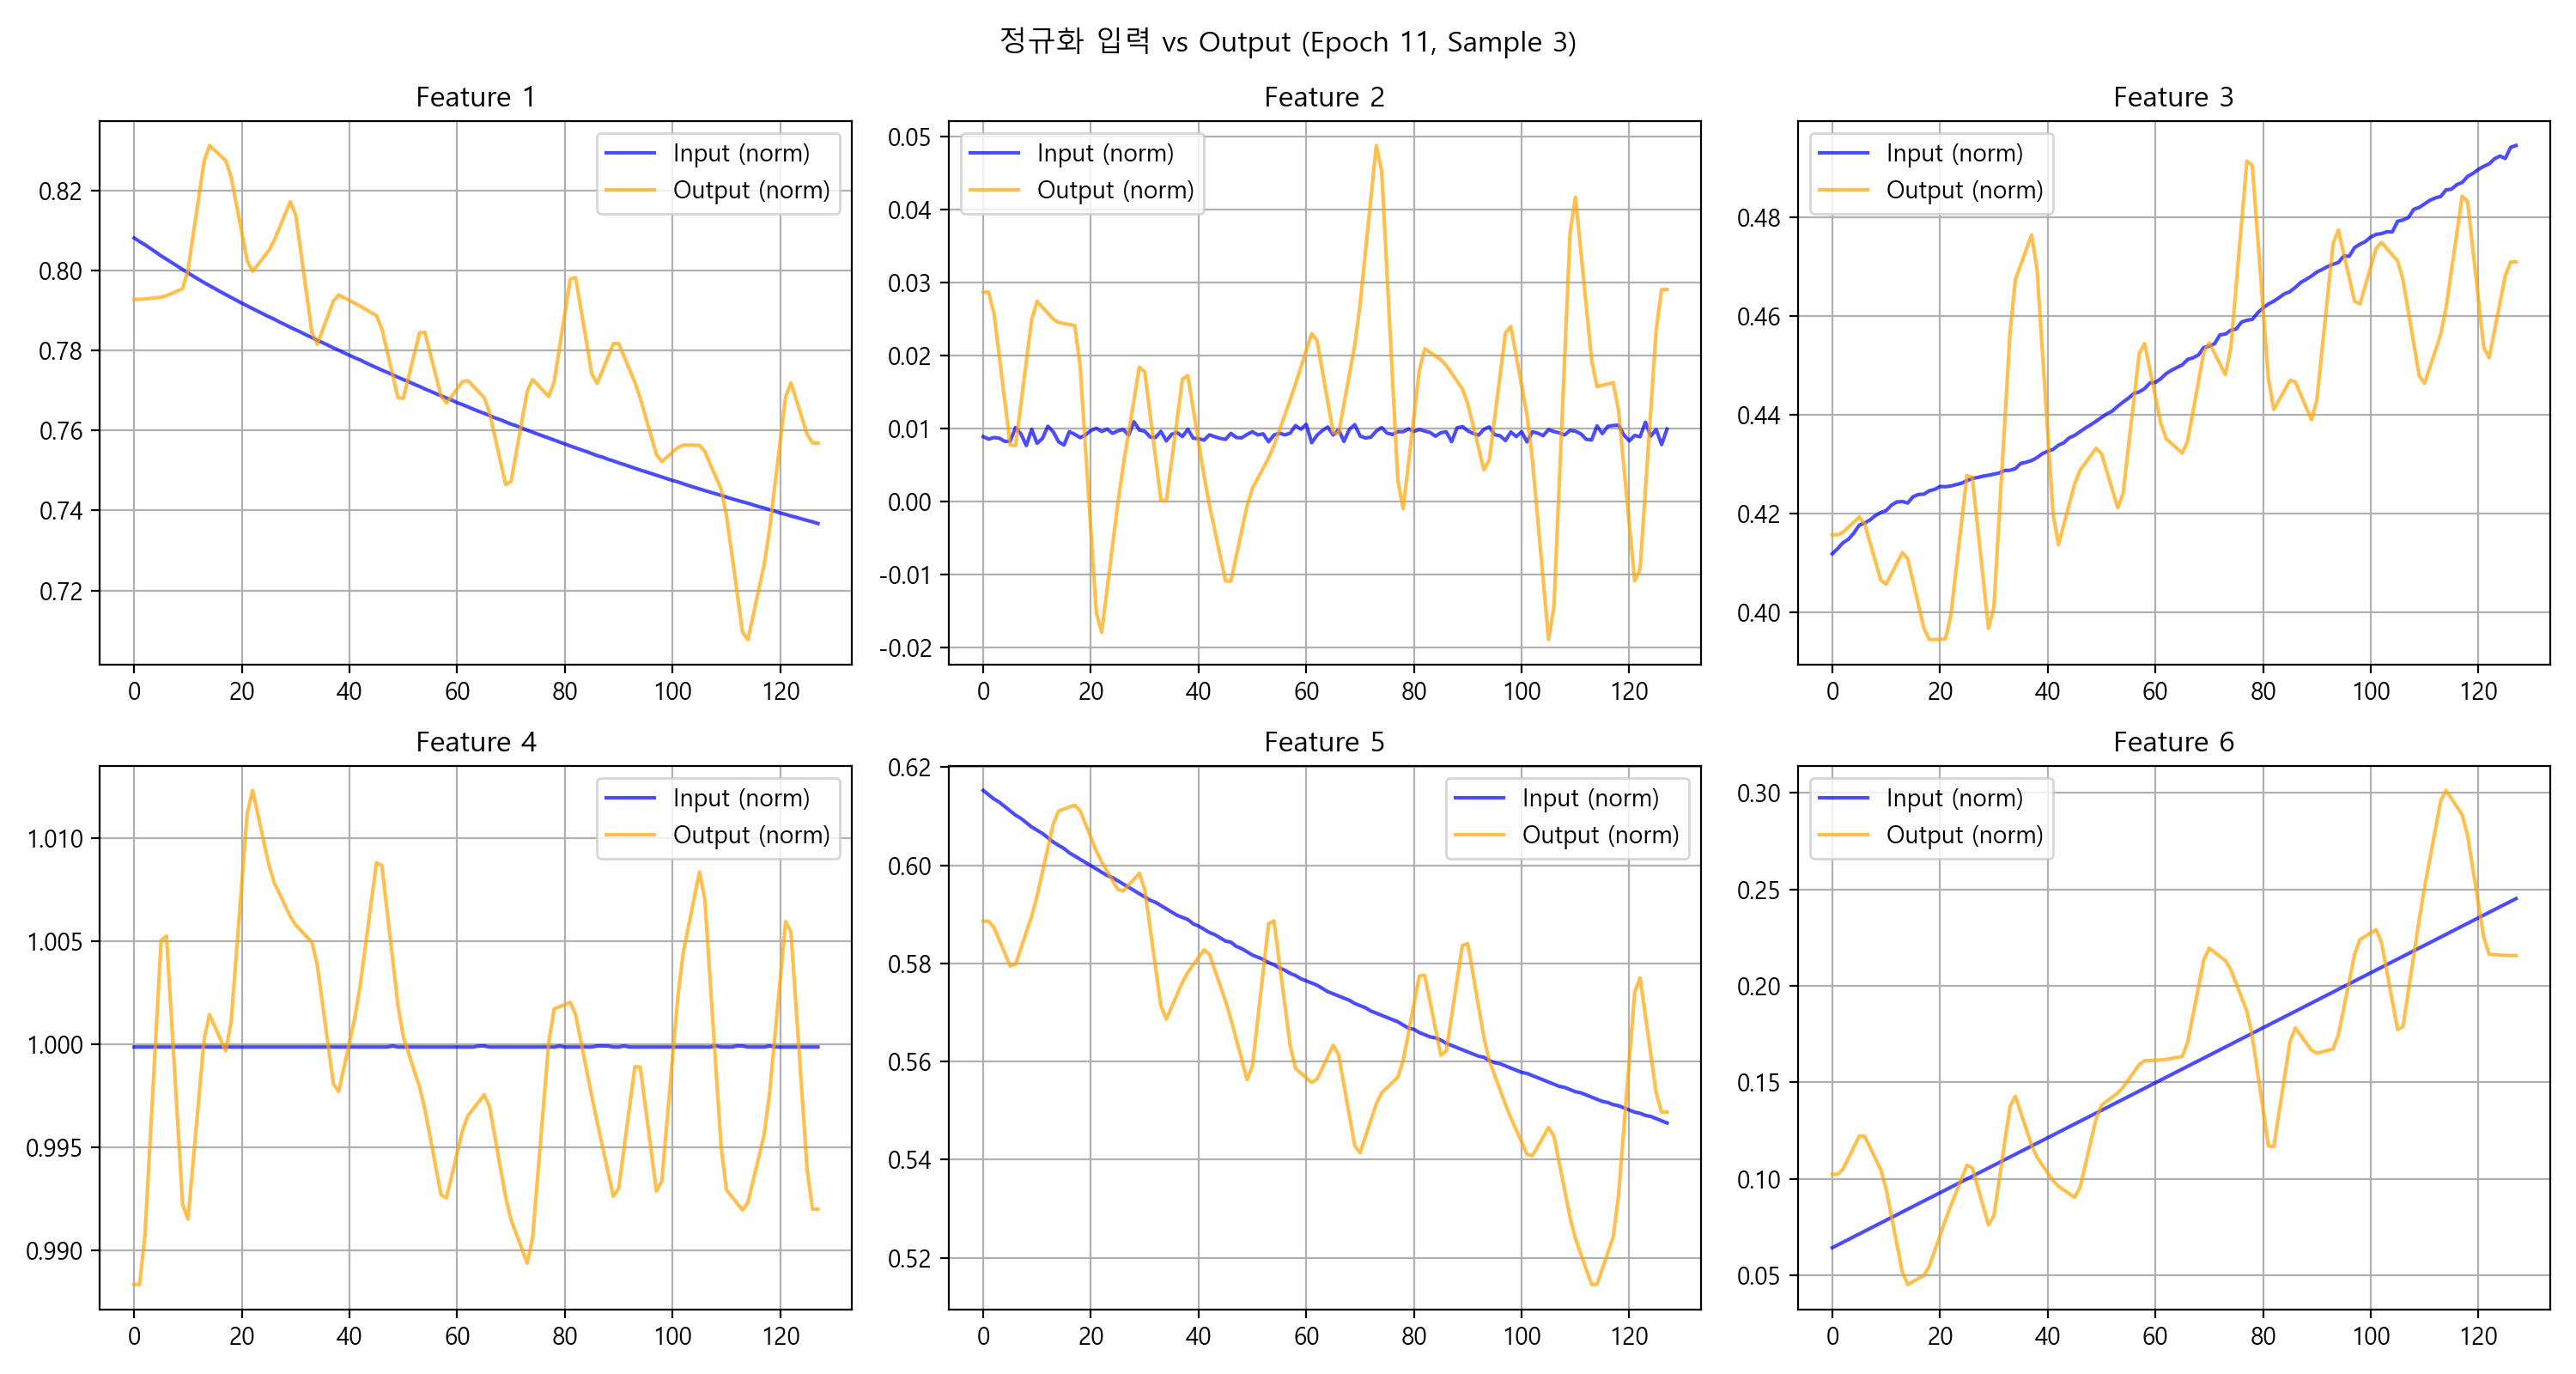 정규화 입력 vs Output (Epoch 11, Sample 3)
Feature 1
Input (norm)
Output (norm)
0.82
0.80
0.78
0.76
0.74
0.72
0 20 40 60 80 100 120
Feature 2
Input (norm)
Output (norm)
0.05
0.04
0.03
0.02
0.01
0.00
-0.01
-0.02
0 20 40 60 80 100 120
Feature 3
Input (norm)
Output (norm)
0.48
0.46
0.44
0.42
0.40
0 20 40 60 80 100 120
Feature 4
Input (norm)
Output (norm)
1.010
1.005
1.000
0.995
0.990
0 20 40 60 80 100 120
Feature 5
Input (norm)
Output (norm)
0.62
0.60
0.58
0.56
0.54
0.52
0 20 40 60 80 100 120
Feature 6
Input (norm)
Output (norm)
0.30
0.25
0.20
0.15
0.10
0.05
0 20 40 60 80 100 120